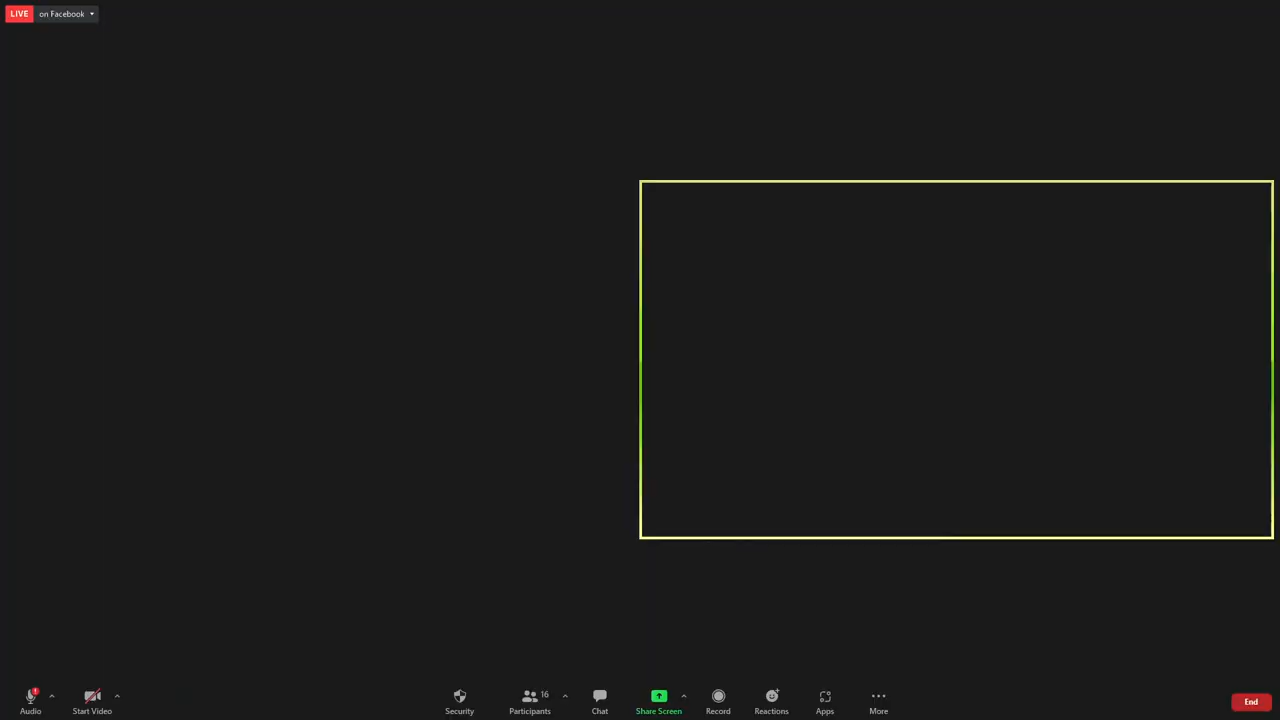 LIVE on Facebook
16
Audio Start Video Security Participants Chat Share Screen Record Reactions Apps More End